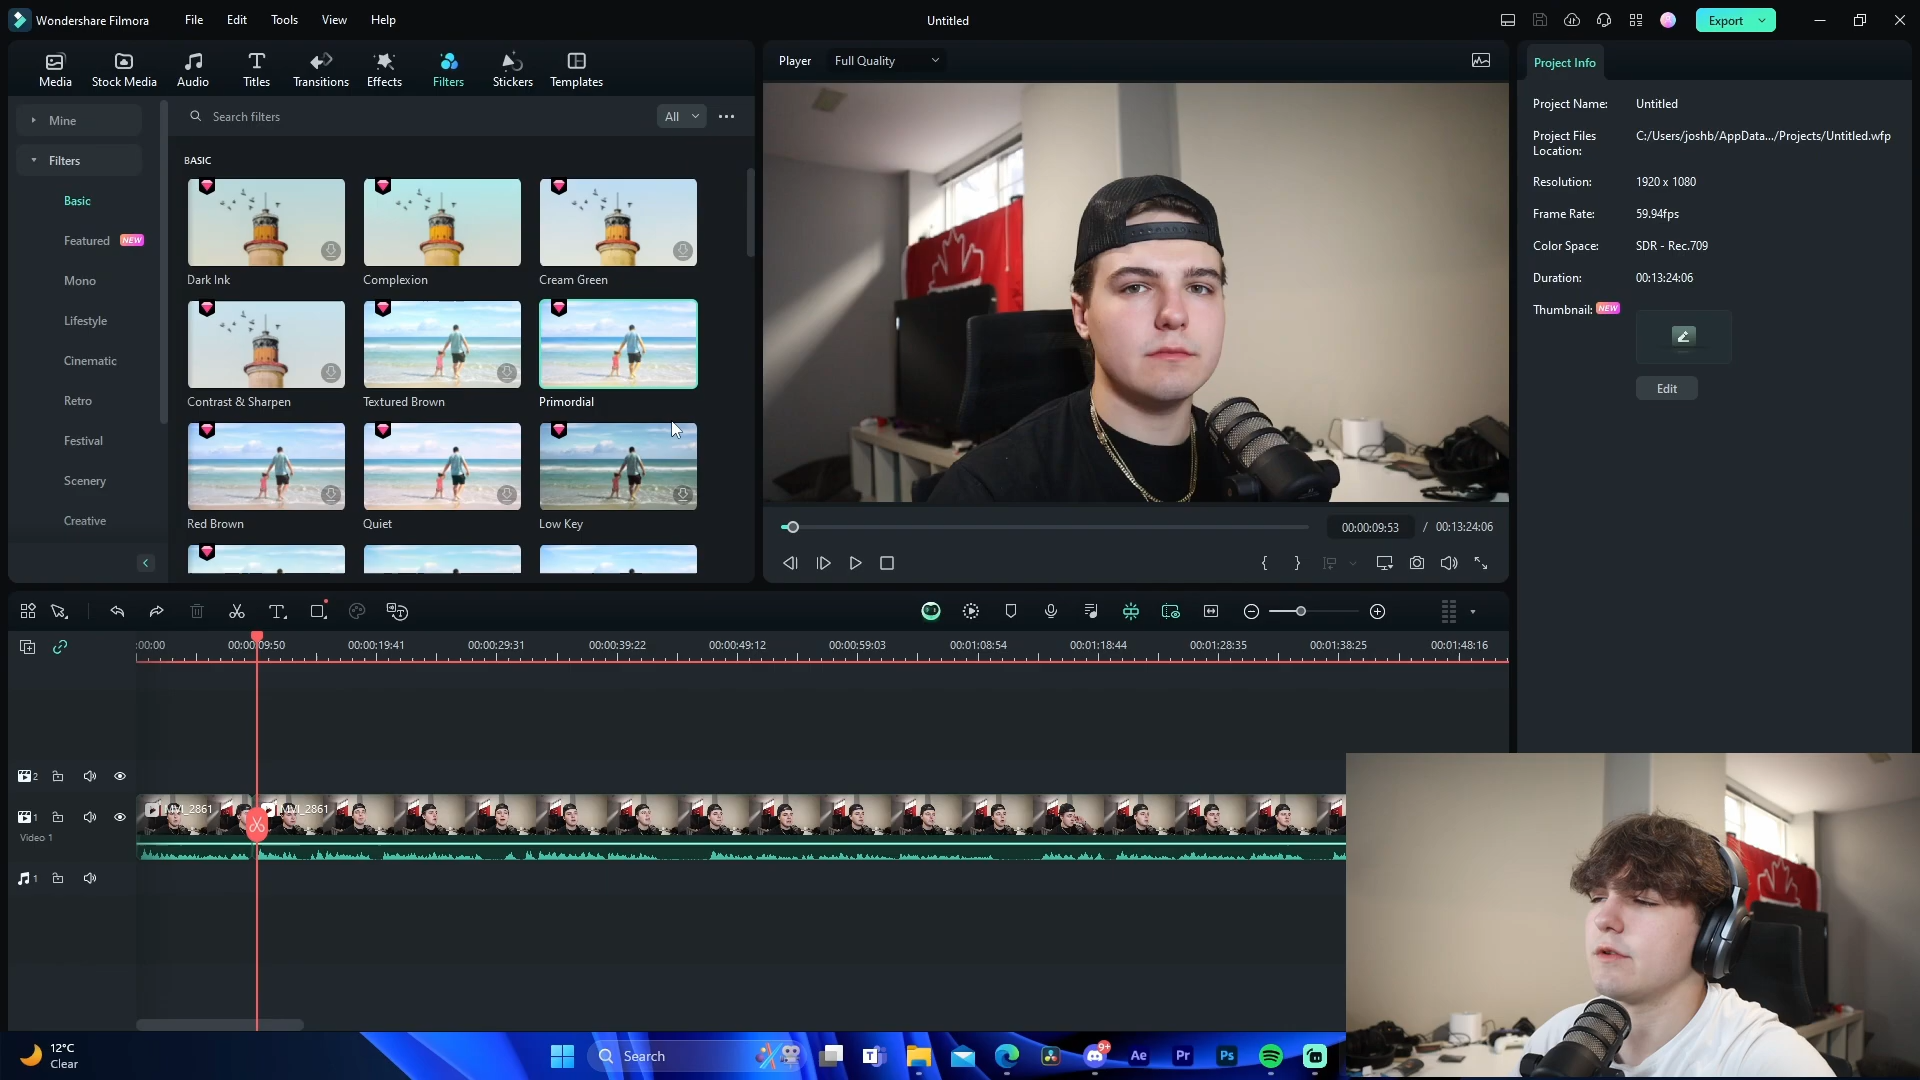 Wondershare Filmora
File
Edit
Tools
View
Help
Untitled
Export
Media
Stock Media
Audio
Titles
Transitions
Effects
Filters
Stickers
Templates
Player
Full Quality
Project Info
Mine
Search filters
All
Filters
Basic
Featured
NEW
Mono
Lifestyle
Cinematic
Retro
Festival
Scenery
Creative
BASIC
Dark Ink
Complexion
Cream Green
Contrast & Sharpen
Textured Brown
Primordial
Red Brown
Quiet
Low Key
Project Name:
Untitled
Project Files
Location:
C:/Users/joshb/AppData.../Projects/Untitled.wfp
Resolution:
1920 x 1080
Frame Rate:
59.94fps
Color Space:
SDR - Rec.709
Duration:
00:13:24:06
Thumbnail:
NEW
Edit
00:00:09:53
/
00:13:24:06
:00:00
00:00:09:50
00:00:19:41
00:00:29:31
00:00:39:22
00:00:49:12
00:00:59:03
00:01:08:54
00:01:18:44
00:01:28:35
00:01:38:25
00:01:48:16
2
MVI_2861
MVI_2861
1
Video 1
1
12°C
Clear
Search
9+
Ae
Pr
Ps